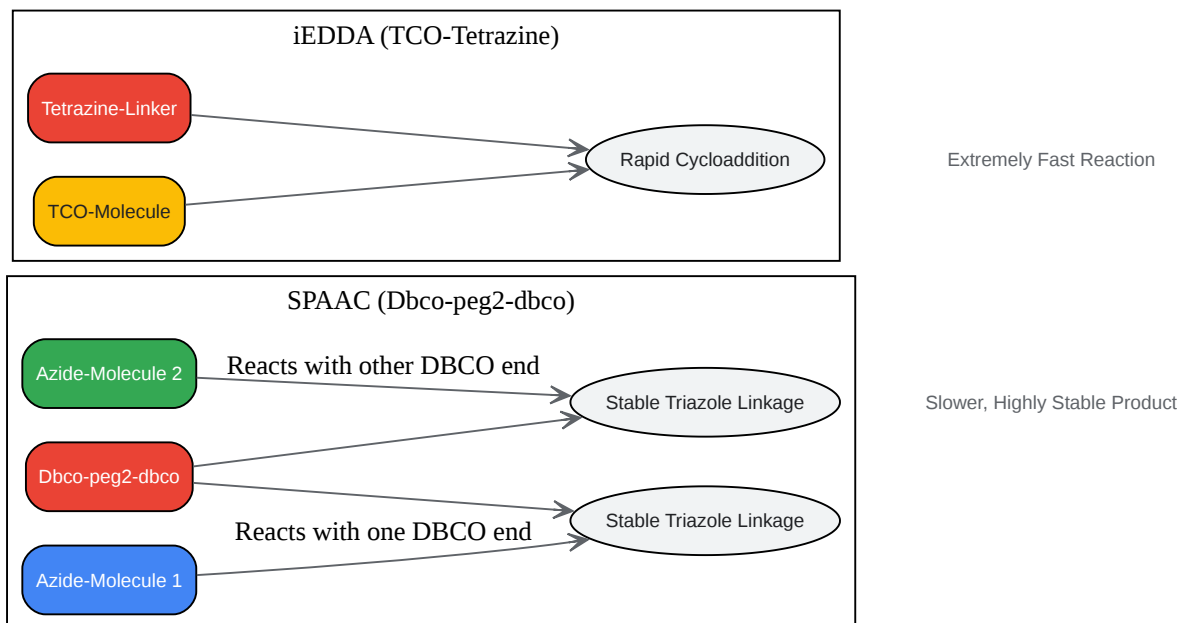 iEDDA (TCO-Tetrazine)
Tetrazine-Linker
TCO-Molecule
Rapid Cycloaddition
Extremely Fast Reaction
SPAAC (Dbco-peg2-dbco)
Azide-Molecule 2
Reacts with other DBCO end
Stable Triazole Linkage
Slower, Highly Stable Product
Dbco-peg2-dbco
Reacts with one DBCO end
Stable Triazole Linkage
Azide-Molecule 1